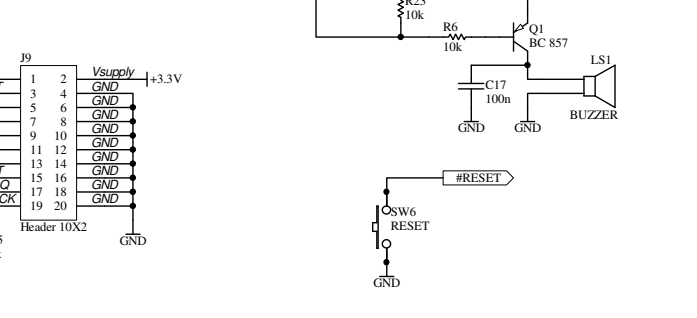 R23
10k
R6
10k
Q1
BC 857
LS1
BUZZER
C17
100n
GND
GND
J9
1 2
3 4
5 6
7 8
9 10
11 12
13 14
15 16
17 18
19 20
Vsupply
+3.3V
GND
GND
GND
GND
GND
GND
GND
GND
GND
T
T
Q
CK
Header 10X2
GND
#RESET
SW6
RESET
GND